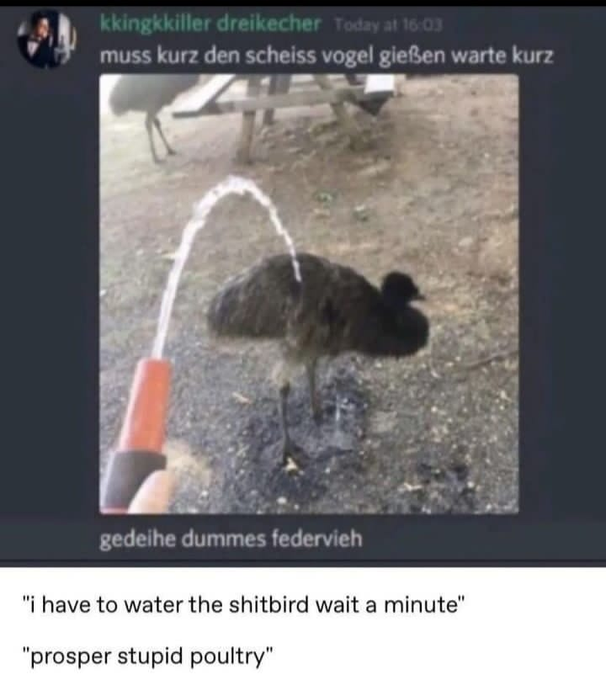 kkingkkiller dreikecher Today at 16:03
muss kurz den scheiss vogel gießen warte kurz
gedeihe dummes federvieh
"i have to water the shitbird wait a minute"
"prosper stupid poultry"